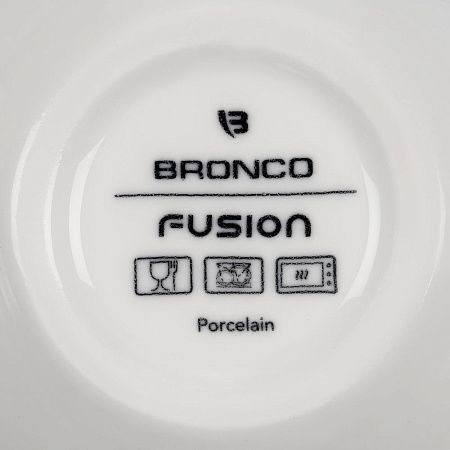 B
BRONCO
FUSION
Porcelain